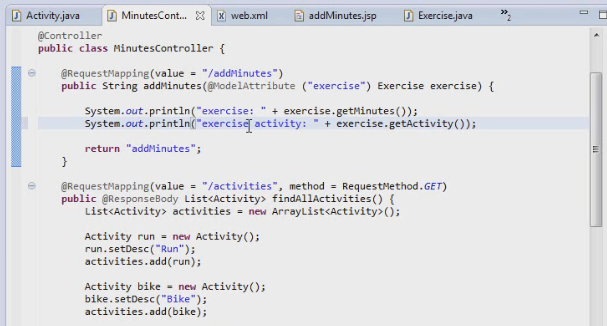 Activity.java MinutesCont... web.xml addMinutes.jsp Exercise.java »2
@Controller
public class MinutesController {
@RequestMapping(value = "/addMinutes")
public String addMinutes(@ModelAttribute ("exercise") Exercise exercise) {
System.out.println("exercise: " + exercise.getMinutes());
System.out.println("exercise activity: " + exercise.getActivity());
return "addMinutes";
}
@RequestMapping(value = "/activities", method = RequestMethod.GET)
public @ResponseBody List<Activity> findAllActivities() {
List<Activity> activities = new ArrayList<Activity>();
Activity run = new Activity();
run.setDesc("Run");
activities.add(run);
Activity bike = new Activity();
bike.setDesc("Bike");
activities.add(bike);